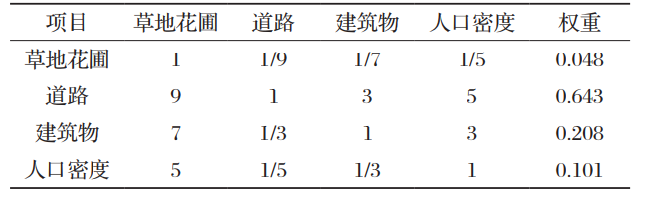 项目 草地花圃 道路 建筑物 人口密度 权重
草地花圃 1 1/9 1/7 1/5 0.048
道路 9 1 3 5 0.643
建筑物 7 1/3 1 3 0.208
人口密度 5 1/5 1/3 1 0.101